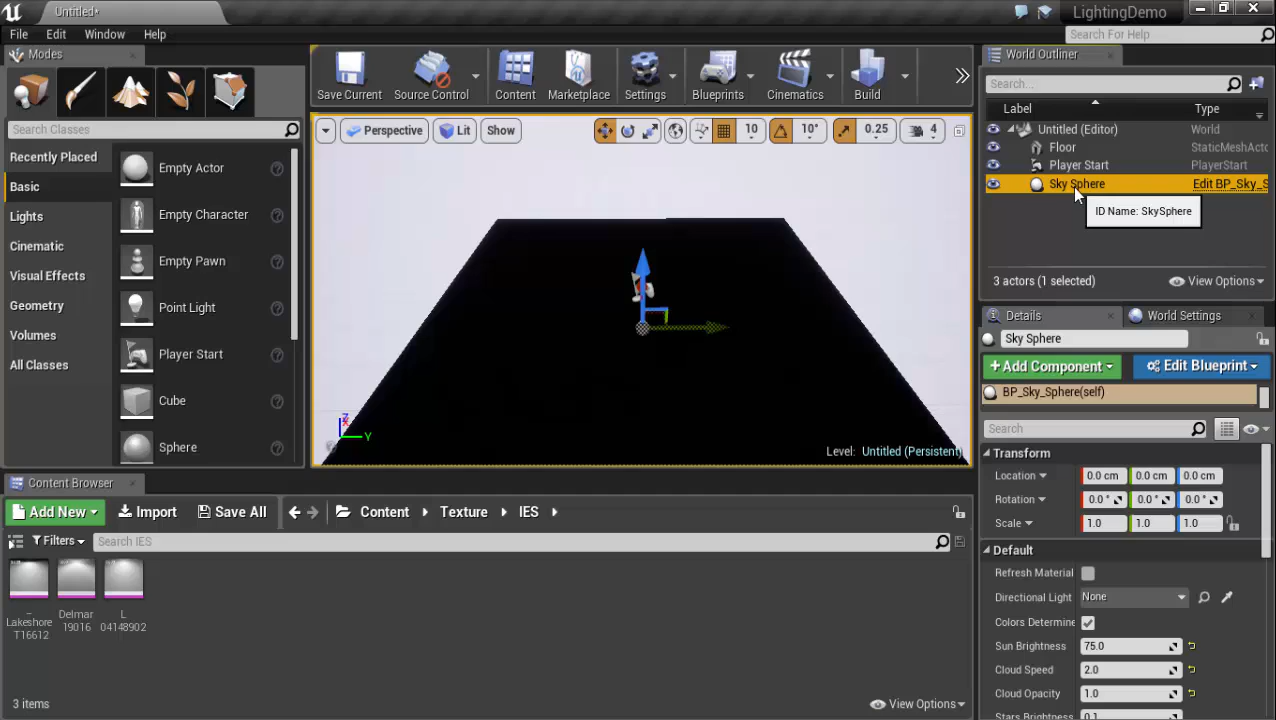 Untitled*
LightingDemo
File Edit Window Help
Search For Help
Modes
Search Classes
Recently Placed
Basic
Lights
Cinematic
Visual Effects
Geometry
Volumes
All Classes
Empty Actor
Empty Character
Empty Pawn
Point Light
Player Start
Cube
Sphere
Save Current Source Control Content Marketplace Settings Blueprints Cinematics Build
Perspective Lit Show 10 10° 0.25 4
Z
X
Y
Level: Untitled (Persistent)
World Outliner
Search...
Label Type
Untitled (Editor) World
Floor StaticMeshActo
Player Start PlayerStart
Sky Sphere Edit BP_Sky_S
ID Name: SkySphere
3 actors (1 selected) View Options
Details World Settings
Sky Sphere
+Add Component Edit Blueprint
BP_Sky_Sphere(self)
Search
Transform
Location 0.0 cm 0.0 cm 0.0 cm
Rotation 0.0 ° 0.0 ° 0.0 °
Scale 1.0 1.0 1.0
Default
Refresh Material
Directional Light None
Colors Determine
Sun Brightness 75.0
Cloud Speed 2.0
Cloud Opacity 1.0
Stars Brightness 0.1
Content Browser
Add New Import Save All Content Texture IES
Filters Search IES
_
Lakeshore
T16612
Delmar
19016
L
04148902
3 items
View Options